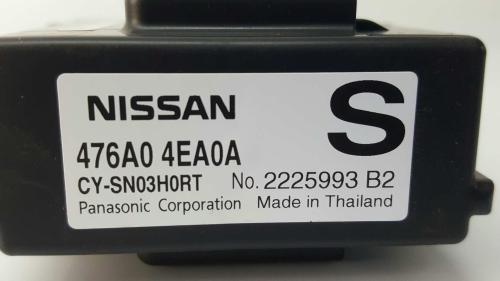 NISSAN
S
476A0 4EA0A
CY-SN03H0RT No. 2225993 B2
Panasonic Corporation Made in Thailand